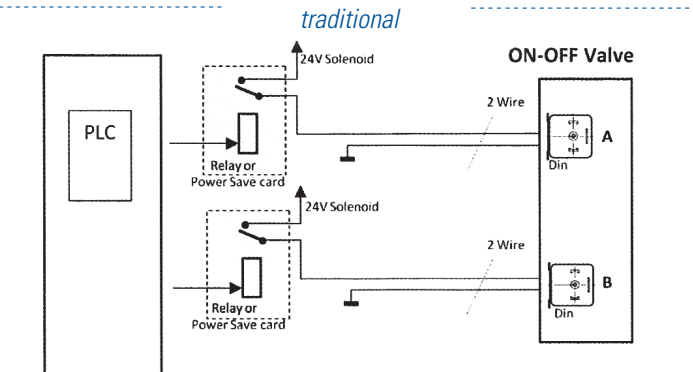 traditional
24V Solenoid
ON-OFF Valve
PLC
2 Wire
A
Din
Relay or
Power Save card
24V Solenoid
2 Wire
B
Din
Relay or
Power Save card